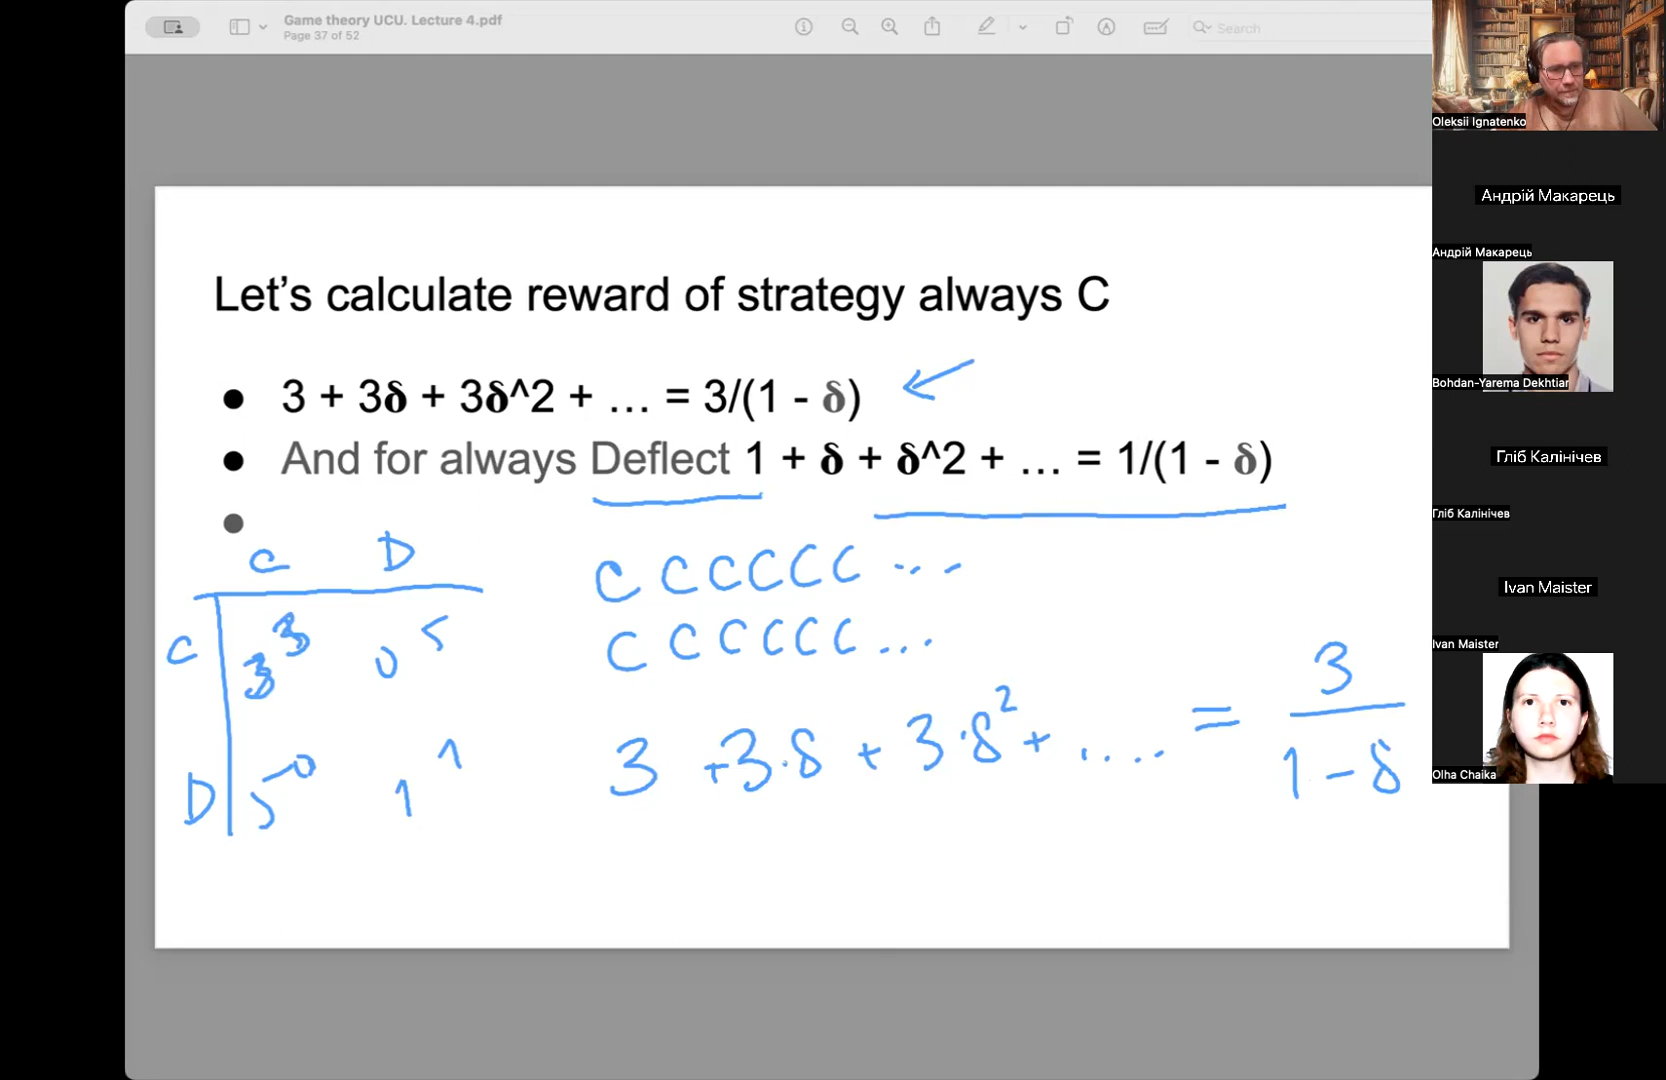 Game theory UCU. Lecture 4.pdf
Page 37 of 52
Search
Let's calculate reward of strategy always C
● 3 + 3δ + 3δ^2 + … = 3/(1 - δ)
● And for always Deflect 1 + δ + δ^2 + … = 1/(1 - δ)
●
C D
C 3 3 0 5
D 5 0 1 1
C C C C C C ...
C C C C C C ...
3 + 3·δ + 3·δ² + .... = 3/(1 - δ)
Oleksii Ignatenko
Андрій Макарець
Андрій Макарець
Bohdan-Yarema Dekhtiar
Гліб Калінічев
Гліб Калінічев
Ivan Maister
Ivan Maister
Olha Chaika